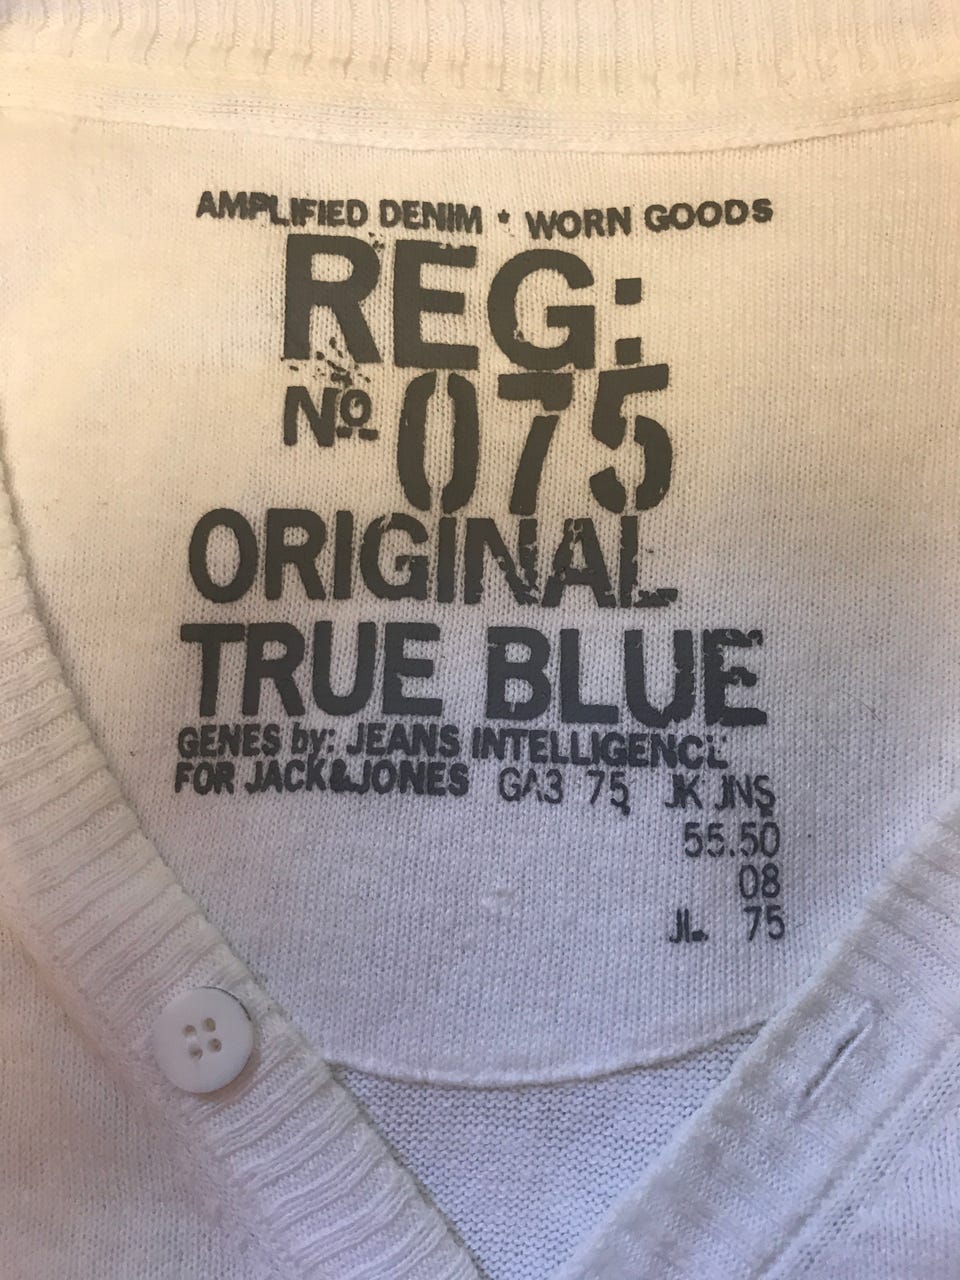 AMPLIFIED DENIM * WORN GOODS
REG:
Nº 075
ORIGINAL
TRUE BLUE
GENES by: JEANS INTELLIGENCE
FOR JACK&JONES GA3 75 JK JNS
55.50
08
JL 75